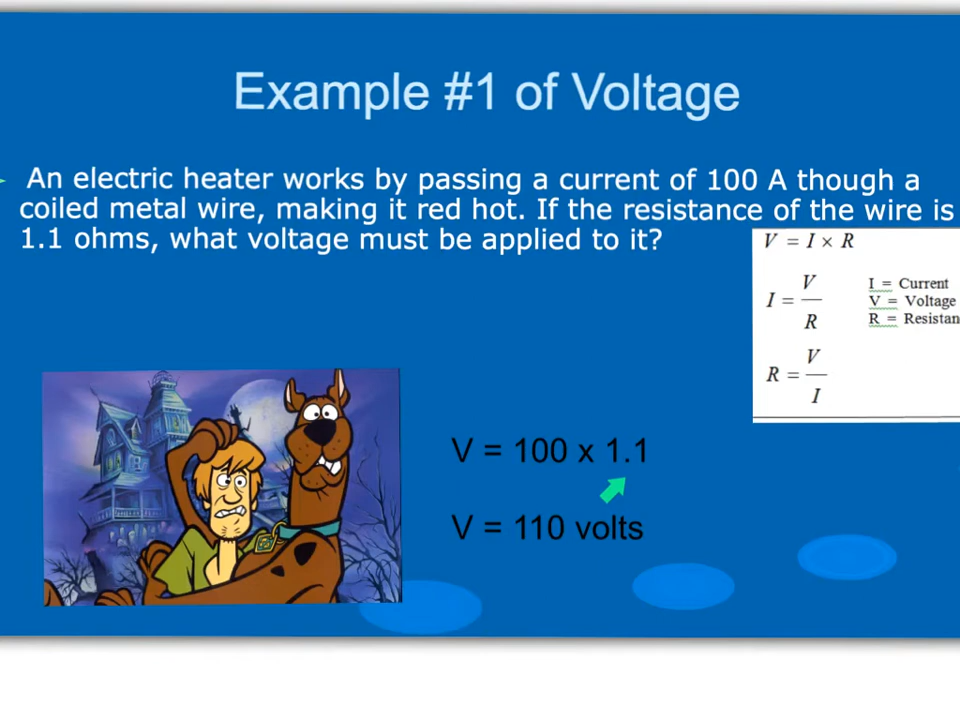 Example #1 of Voltage
An electric heater works by passing a current of 100 A though a
coiled metal wire, making it red hot. If the resistance of the wire is
1.1 ohms, what voltage must be applied to it?
V = I × R
I = V
R
I = Current
V = Voltage
R = Resistan
R = V
I
V = 100 x 1.1
V = 110 volts